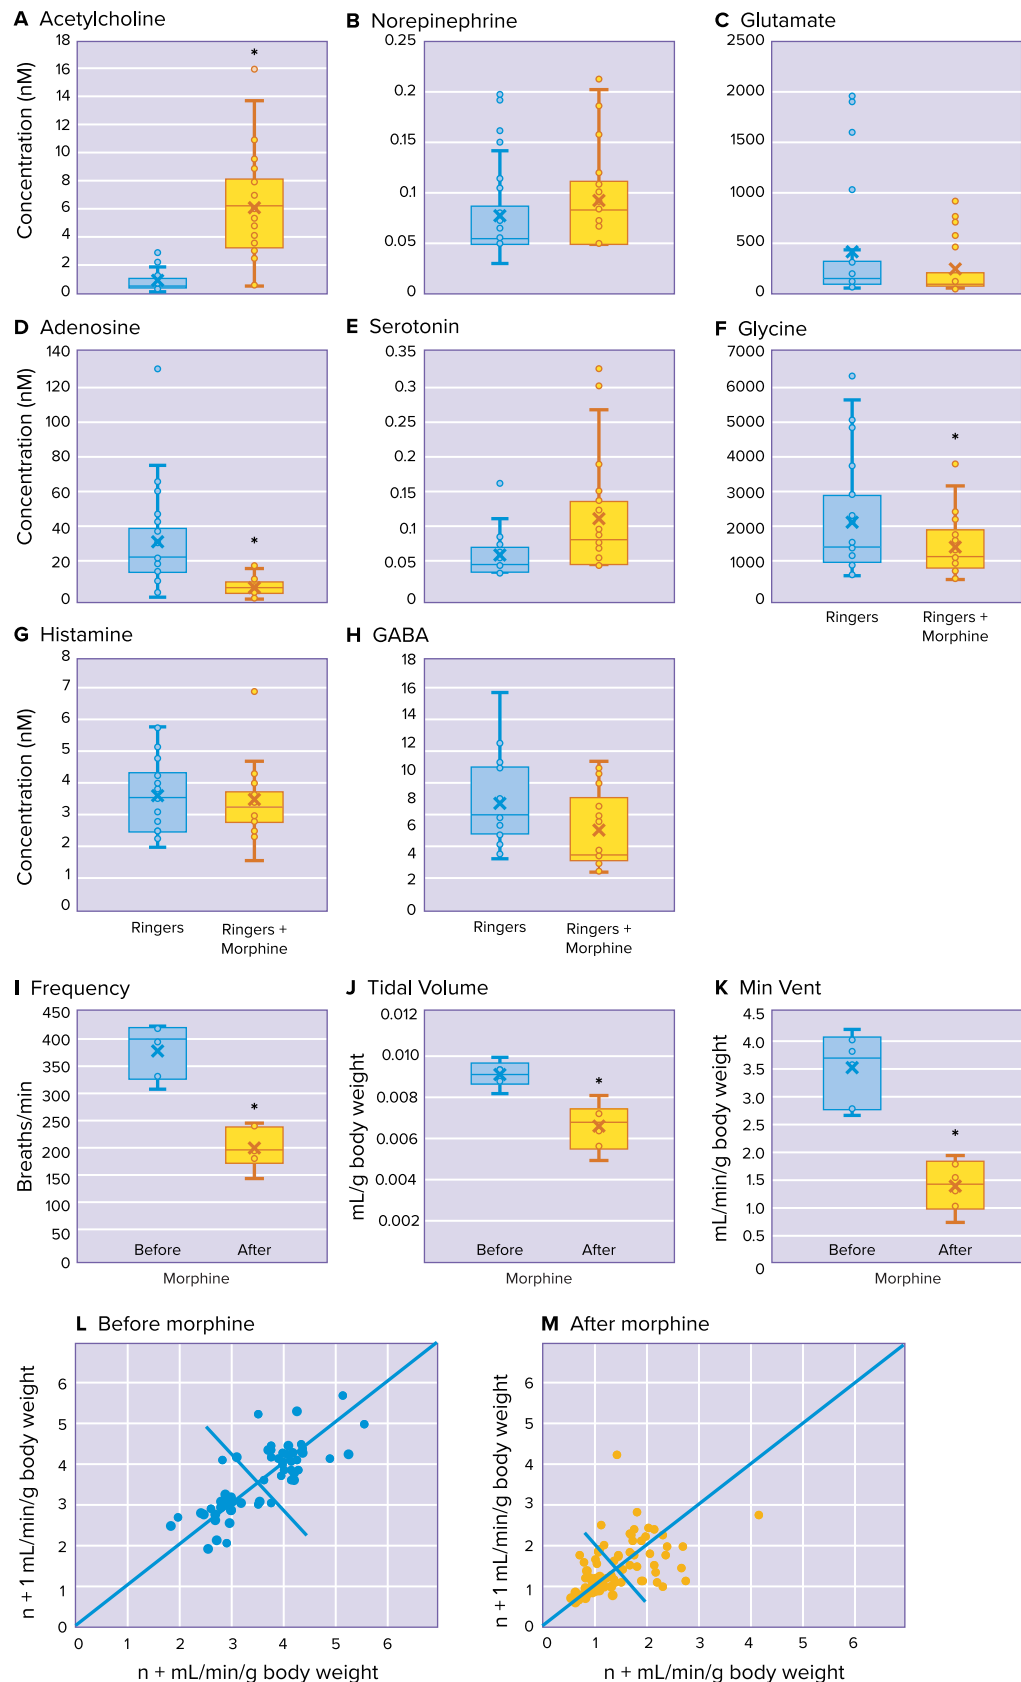 A Acetylcholine
B Norepinephrine
C Glutamate
Concentration (nM)
18
16
14
12
10
8
6
4
2
0
*
0.25
0.2
0.15
0.1
0.05
0
2500
2000
1500
1000
500
0
D Adenosine
E Serotonin
F Glycine
Concentration (nM)
140
120
100
80
60
40
20
0
*
0.35
0.3
0.25
0.2
0.15
0.1
0.05
0
7000
6000
5000
4000
3000
2000
1000
0
*
Ringers
Ringers +
Morphine
G Histamine
H GABA
Concentration (nM)
8
7
6
5
4
3
2
1
0
Ringers
Ringers +
Morphine
18
16
14
12
10
8
6
4
2
0
Ringers
Ringers +
Morphine
I Frequency
J Tidal Volume
K Min Vent
Breaths/min
450
400
350
300
250
200
150
100
50
0
*
Before
After
Morphine
mL/g body weight
0.012
0.010
0.008
0.006
0.004
0.002
*
Before
After
Morphine
mL/min/g body weight
4.5
4.0
3.5
3.0
2.5
2.0
1.5
1.0
0.5
0
*
Before
After
Morphine
L Before morphine
M After morphine
n + 1 mL/min/g body weight
6
5
4
3
2
1
0
0 1 2 3 4 5 6
n + mL/min/g body weight
n + 1 mL/min/g body weight
6
5
4
3
2
1
0
0 1 2 3 4 5 6
n + mL/min/g body weight